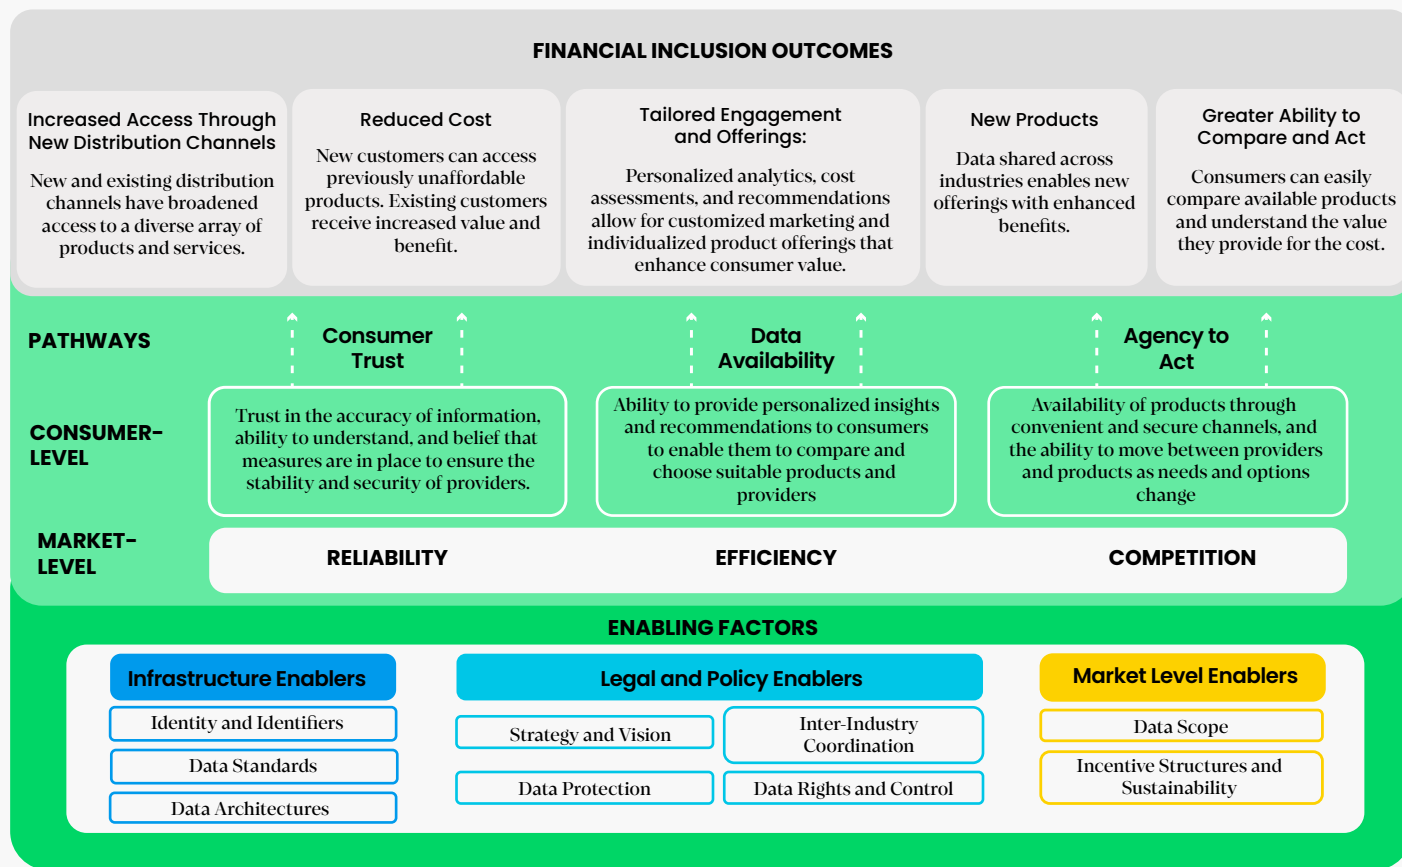 FINANCIAL INCLUSION OUTCOMES
Increased Access Through
New Distribution Channels
New and existing distribution
channels have broadened
access to a diverse array of
products and services.
Reduced Cost
New customers can access
previously unaffordable
products. Existing customers
receive increased value and
benefit.
Tailored Engagement
and Offerings:
Personalized analytics, cost
assessments, and recommendations
allow for customized marketing and
individualized product offerings that
enhance consumer value.
New Products
Data shared across
industries enables new
offerings with enhanced
benefits.
Greater Ability to
Compare and Act
Consumers can easily
compare available products
and understand the value
they provide for the cost.
PATHWAYS
Consumer
Trust
Data
Availability
Agency to
Act
CONSUMER-
LEVEL
Trust in the accuracy of information,
ability to understand, and belief that
measures are in place to ensure the
stability and security of providers.
Ability to provide personalized insights
and recommendations to consumers
to enable them to compare and
choose suitable products and
providers
Availability of products through
convenient and secure channels, and
the ability to move between providers
and products as needs and options
change
MARKET-
LEVEL
RELIABILITY
EFFICIENCY
COMPETITION
ENABLING FACTORS
Infrastructure Enablers
Identity and Identifiers
Data Standards
Data Architectures
Legal and Policy Enablers
Strategy and Vision
Inter-Industry
Coordination
Data Protection
Data Rights and Control
Market Level Enablers
Data Scope
Incentive Structures and
Sustainability